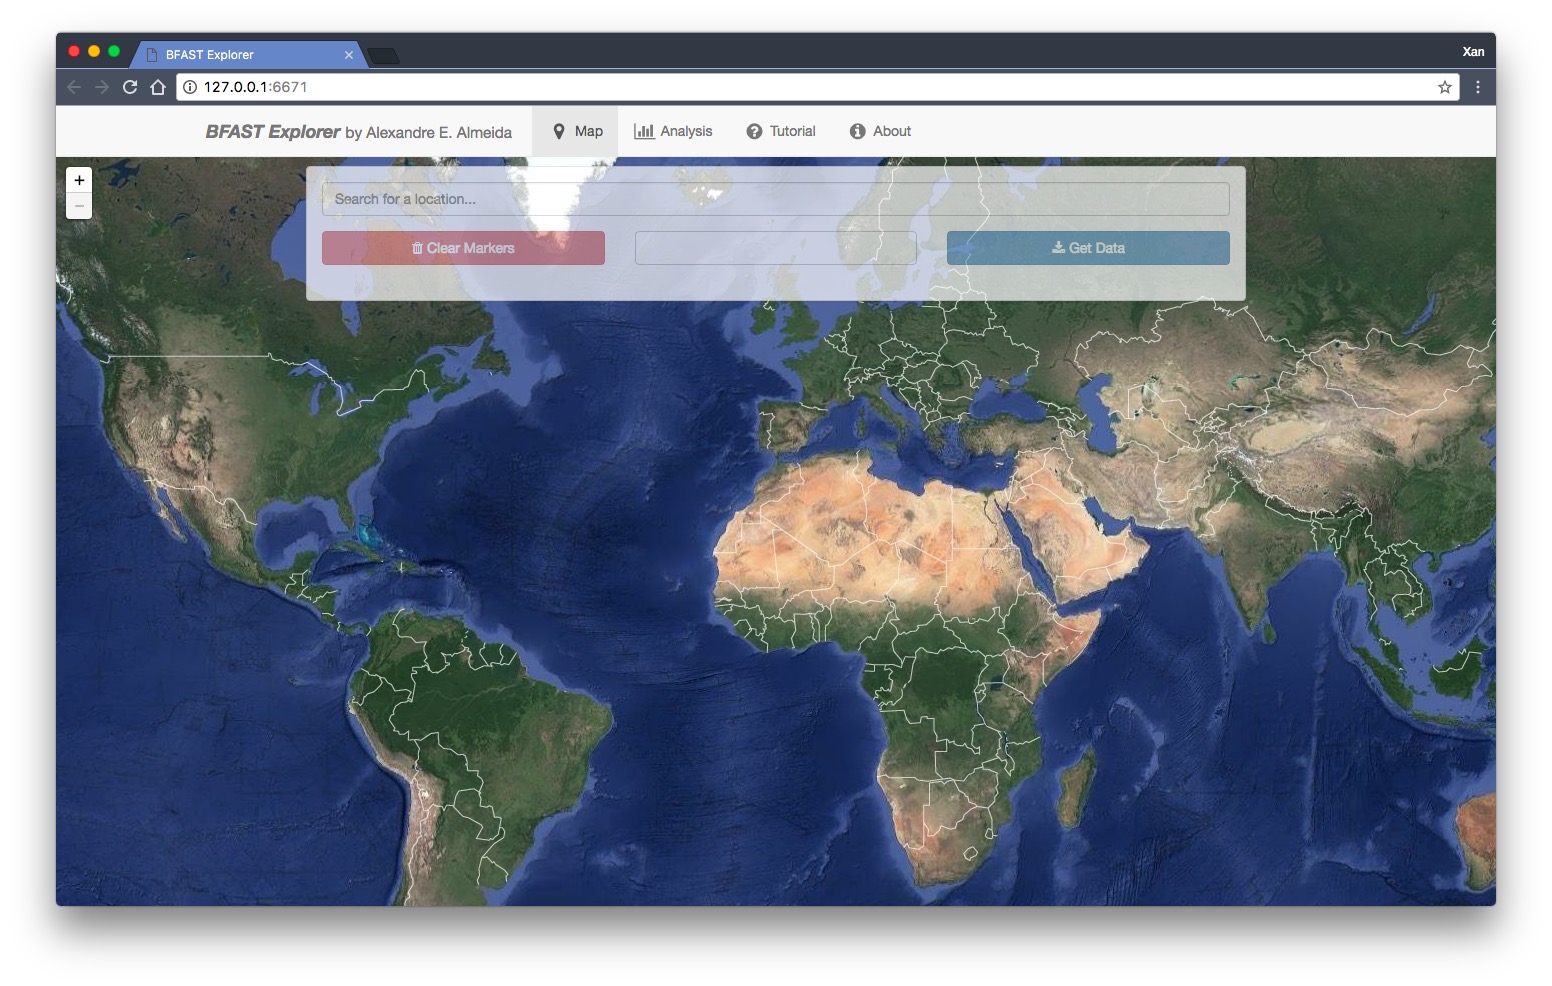 BFAST Explorer
Xan
127.0.0.1:6671
BFAST Explorer by Alexandre E. Almeida Map Analysis Tutorial About
+
Search for a location...
−
Clear Markers Get Data